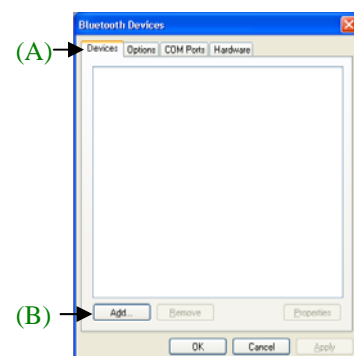 Bluetooth Devices
(A) Devices Options COM Ports Hardware
(B) Add... Remove Properties
OK Cancel Apply